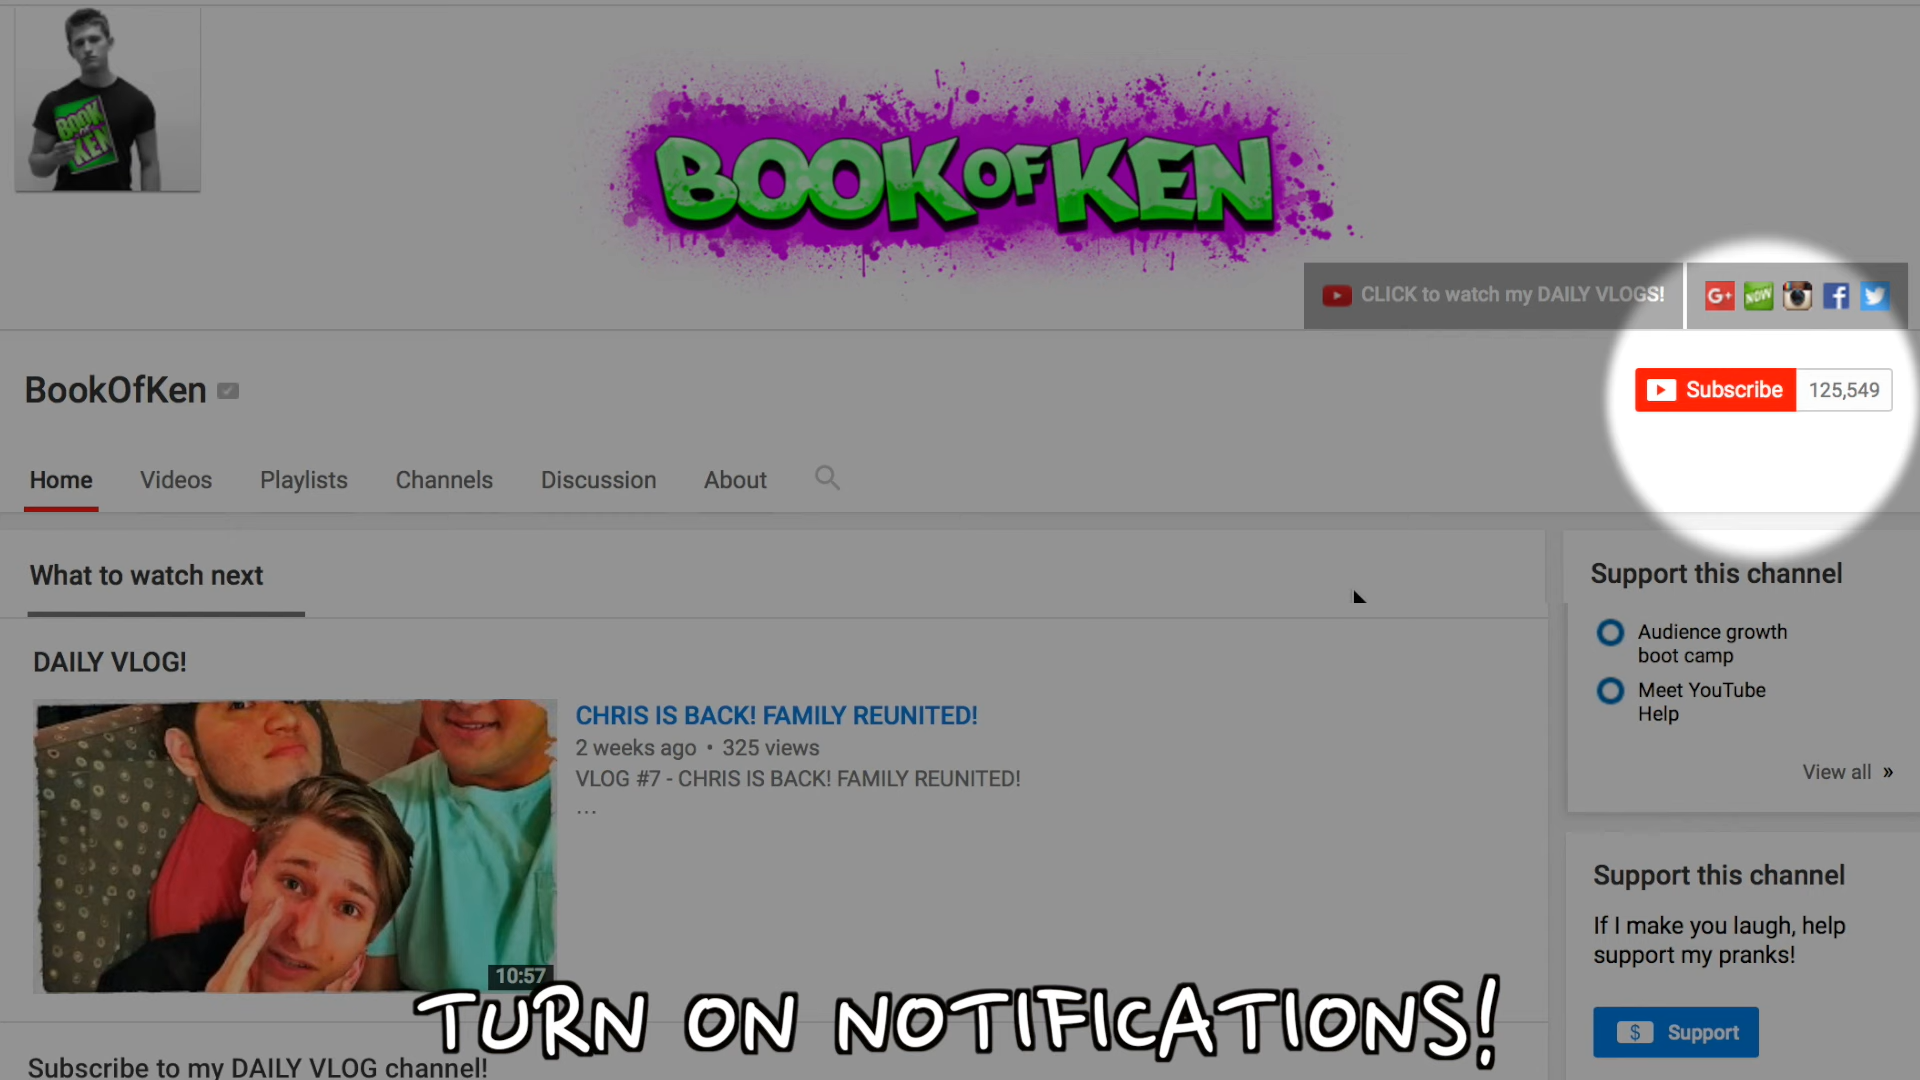 BOOK
KEN
BOOK OF KEN
CLICK to watch my DAILY VLOGS!
G+
NOW
BookOfKen
Subscribe 125,549
Home Videos Playlists Channels Discussion About
What to watch next
DAILY VLOG!
CHRIS IS BACK! FAMILY REUNITED!
2 weeks ago • 325 views
VLOG #7 - CHRIS IS BACK! FAMILY REUNITED!
...
10:57
Support this channel
Audience growth
boot camp
Meet YouTube
Help
View all »
Support this channel
If I make you laugh, help
support my pranks!
$ Support
TURN ON NOTIFICATIONS!
Subscribe to my DAILY VLOG channel!